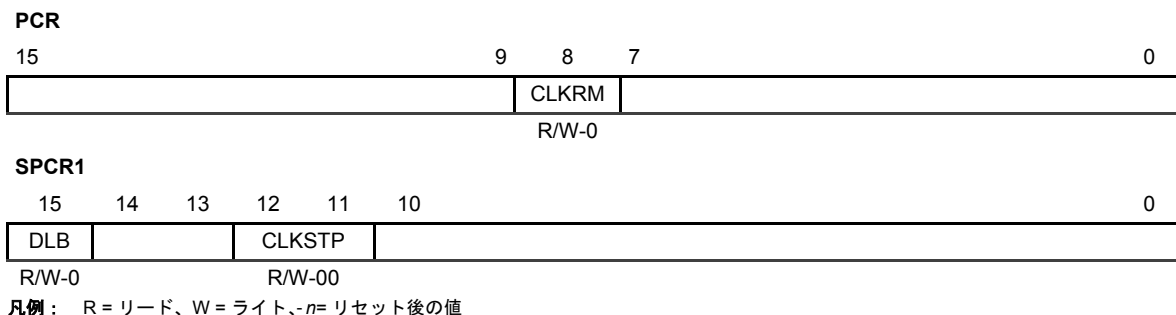 PCR
15 9 8 7 0
CLKRM
R/W-0
SPCR1
15 14 13 12 11 10 0
DLB CLKSTP
R/W-0 R/W-00
凡例： R = リード、W = ライト、-n= リセット後の値